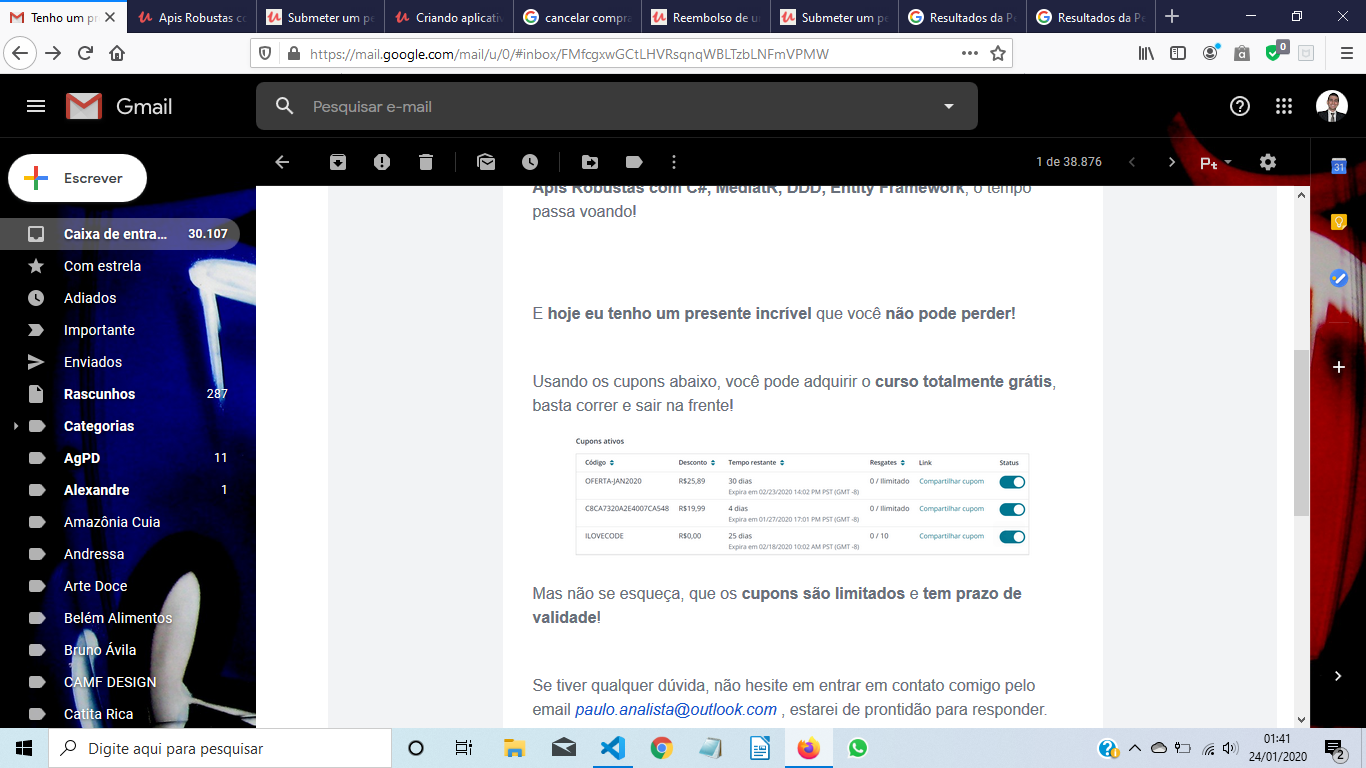 Tenho um pr
Apis Robustas co
Submeter um pe
Criando aplicativ
cancelar compra
Reembolso de u
Submeter um pe
Resultados da Pe
Resultados da Pe
https://mail.google.com/mail/u/0/#inbox/FMfcgxwGCtLHVRsqnqWBLTzbLNFmVPMW
0
Gmail
Pesquisar e-mail
Escrever
1 de 38.876
Pt
31
Caixa de entra... 30.107
Com estrela
Adiados
Importante
Enviados
Rascunhos 287
Categorias
AgPD 11
Alexandre 1
Amazônia Cuia
Andressa
Arte Doce
Belém Alimentos
Bruno Ávila
CAMF DESIGN
Catita Rica
Apis Robustas com C#, MediatR, DDD, Entity Framework, o tempo
passa voando!
E hoje eu tenho um presente incrível que você não pode perder!
Usando os cupons abaixo, você pode adquirir o curso totalmente grátis,
basta correr e sair na frente!
Cupons ativos
Código Desconto Tempo restante Resgates Link Status
OFERTA-JAN2020 R$25,89 30 dias 0 / Ilimitado Compartilhar cupom
Expira em 02/23/2020 14:02 PM PST (GMT -8)
C8CA7320A2E4007CA548 R$19,99 4 dias 0 / Ilimitado Compartilhar cupom
Expira em 01/27/2020 17:01 PM PST (GMT -8)
ILOVECODE R$0,00 25 dias 0 / 10 Compartilhar cupom
Expira em 02/18/2020 10:02 AM PST (GMT -8)
Mas não se esqueça, que os cupons são limitados e tem prazo de
validade!
Se tiver qualquer dúvida, não hesite em entrar em contato comigo pelo
email paulo.analista@outlook.com , estarei de prontidão para responder.
Digite aqui para pesquisar
01:41
24/01/2020
2